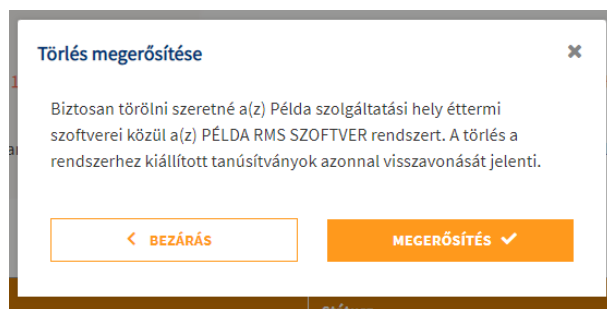 Törlés megerősítése
Biztosan törölni szeretné a(z) Példa szolgáltatási hely éttermi
szoftverei közül a(z) PÉLDA RMS SZOFTVER rendszert. A törlés a
rendszerhez kiállított tanúsítványok azonnal visszavonását jelenti.
BEZÁRÁS
MEGERŐSÍTÉS